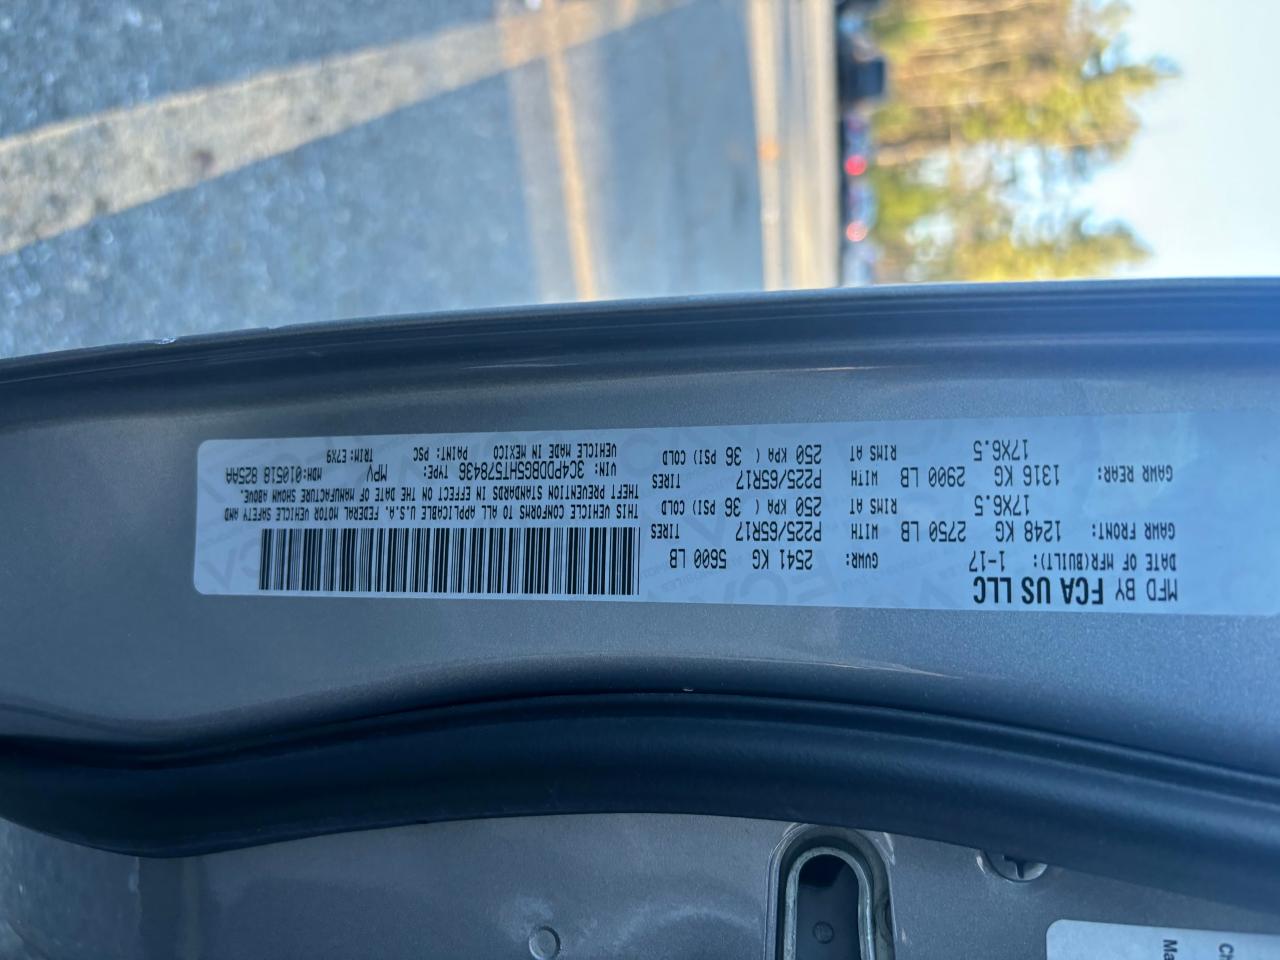 MFD BY FCA US LLC
DATE OF MFR(BUILT): 1-17 GVWR: 2541 KG 5600 LB
GAWR FRONT: 1248 KG 2750 LB WITH P225/65R17 TIRES
17X6.5 RIMS AT 250 KPA ( 36 PSI) COLD
GAWR REAR: 1316 KG 2900 LB WITH P225/65R17 TIRES
17X6.5 RIMS AT 250 KPA ( 36 PSI) COLD
THIS VEHICLE CONFORMS TO ALL APPLICABLE U.S.A. FEDERAL MOTOR VEHICLE SAFETY AND
THEFT PREVENTION STANDARDS IN EFFECT ON THE DATE OF MANUFACTURE SHOWN ABOVE.
VIN: 3C4PDDBG5HT578436 TYPE: MPV MDH:010518 825AA
VEHICLE MADE IN MEXICO PAINT: PSC TRIM: E7X9
Ch
Ma